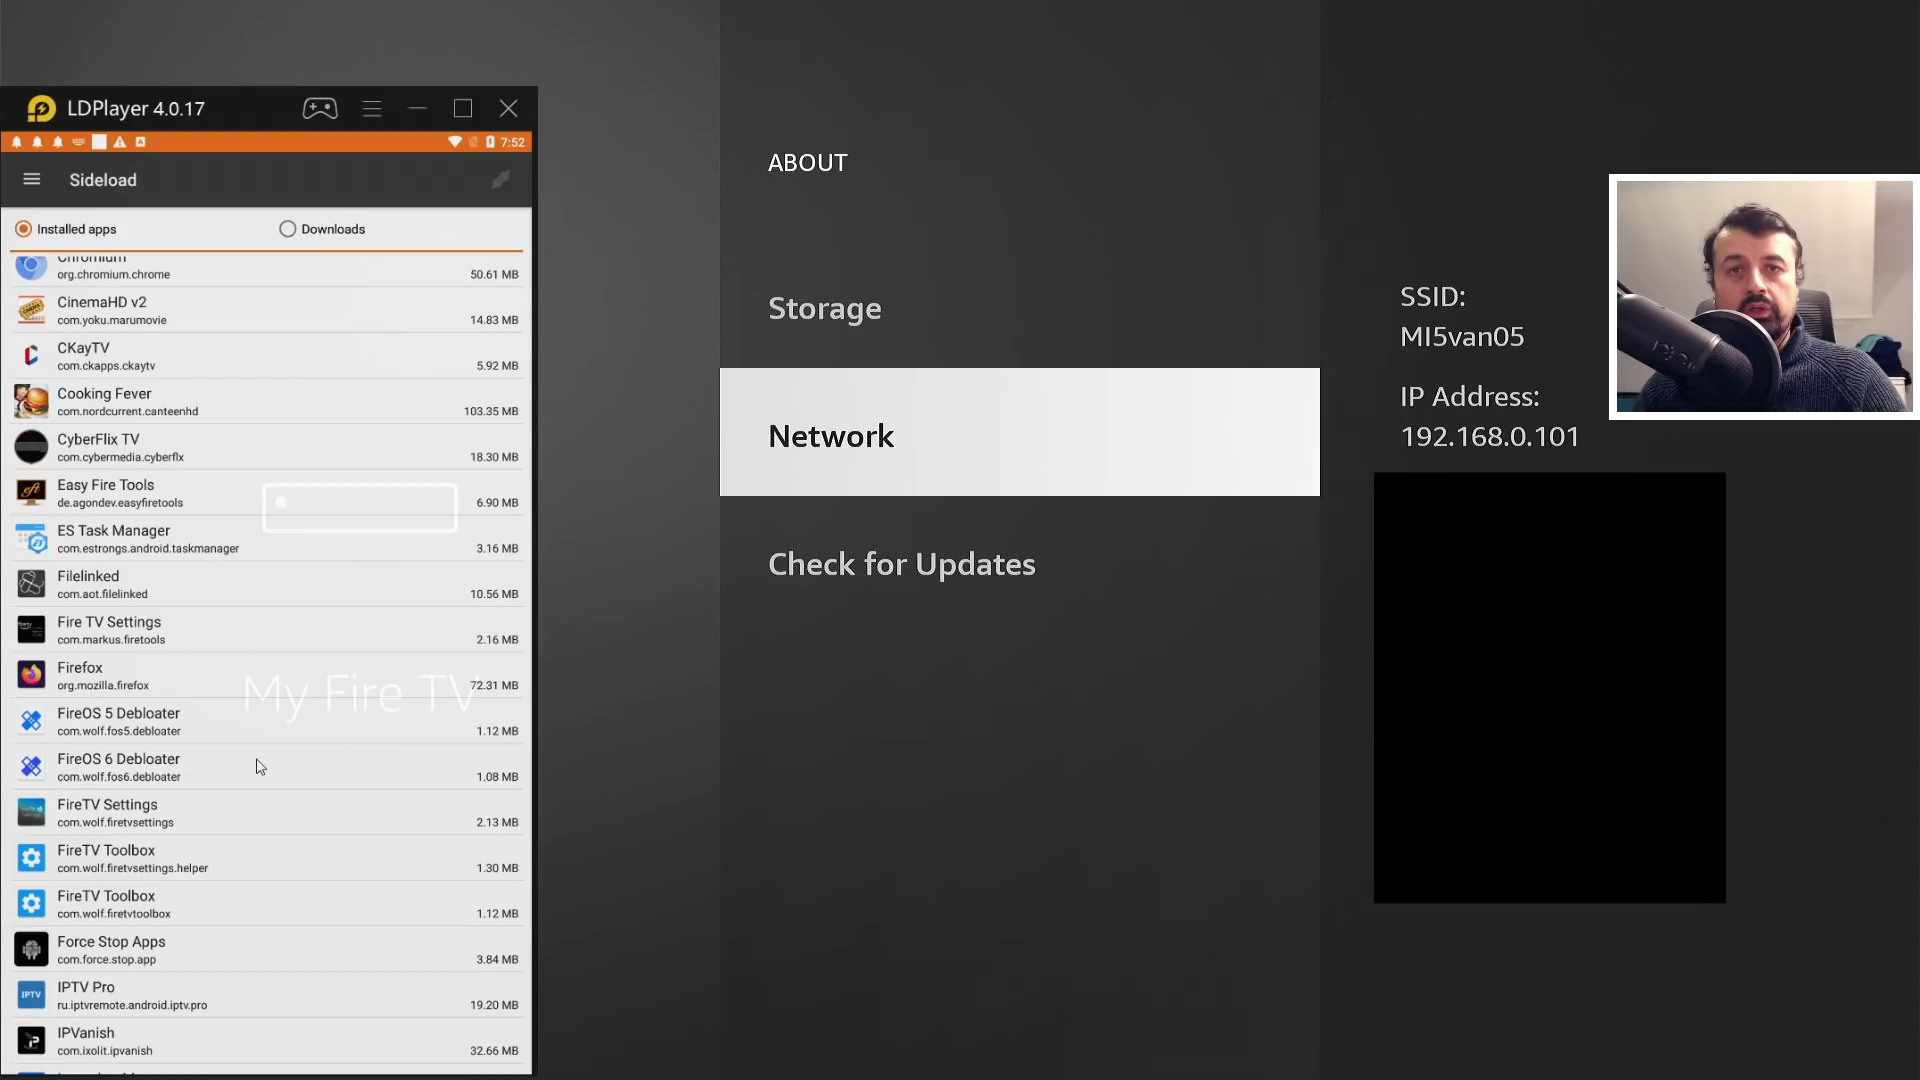 LDPlayer 4.0.17
7:52
Sideload
Installed apps
Downloads
Chromium
org.chromium.chrome
50.61 MB
CinemaHD v2
com.yoku.marumovie
14.83 MB
CKayTV
com.ckapps.ckaytv
5.92 MB
Cooking Fever
com.nordcurrent.canteenhd
103.35 MB
CyberFlix TV
com.cybermedia.cyberflx
18.30 MB
Easy Fire Tools
de.agondev.easyfiretools
6.90 MB
ES Task Manager
com.estrongs.android.taskmanager
3.16 MB
Filelinked
com.aot.filelinked
10.56 MB
Fire TV Settings
com.markus.firetools
2.16 MB
Firefox
org.mozilla.firefox
72.31 MB
My Fire TV
FireOS 5 Debloater
com.wolf.fos5.debloater
1.12 MB
FireOS 6 Debloater
com.wolf.fos6.debloater
1.08 MB
FireTV Settings
com.wolf.firetvsettings
2.13 MB
FireTV Toolbox
com.wolf.firetvsettings.helper
1.30 MB
FireTV Toolbox
com.wolf.firetvtoolbox
1.12 MB
Force Stop Apps
com.force.stop.app
3.84 MB
IPTV
IPTV Pro
ru.iptvremote.android.iptv.pro
19.20 MB
IPVanish
com.ixolit.ipvanish
32.66 MB
ABOUT
Storage
Network
Check for Updates
SSID:
MI5van05
IP Address:
192.168.0.101